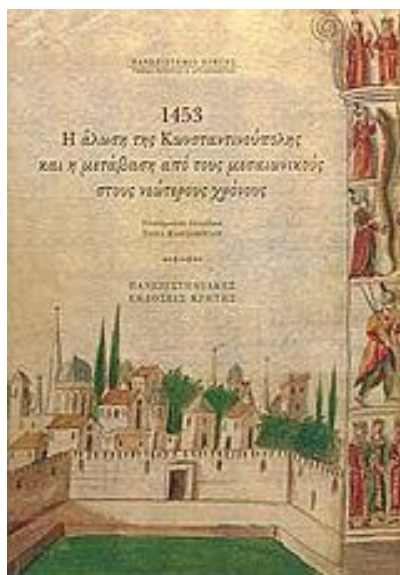 ΠΑΝΕΠΙΣΤΗΜΙΟ ΚΡΗΤΗΣ
1453
Η άλωση της Κωνσταντινούπολης
και η μετάβαση από τους μεσαιωνικούς
στους νεώτερους χρόνους
ΠΑΝΕΠΙΣΤΗΜΙΑΚΕΣ
ΕΚΔΟΣΕΙΣ ΚΡΗΤΗΣ